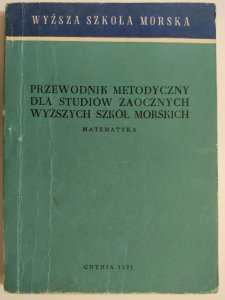 WYŻSZA SZKOŁA MORSKA
PRZEWODNIK METODYCZNY
DLA STUDIÓW ZAOCZNYCH
WYŻSZYCH SZKÓŁ MORSKICH
MATEMATYKA
GDYNIA 1971